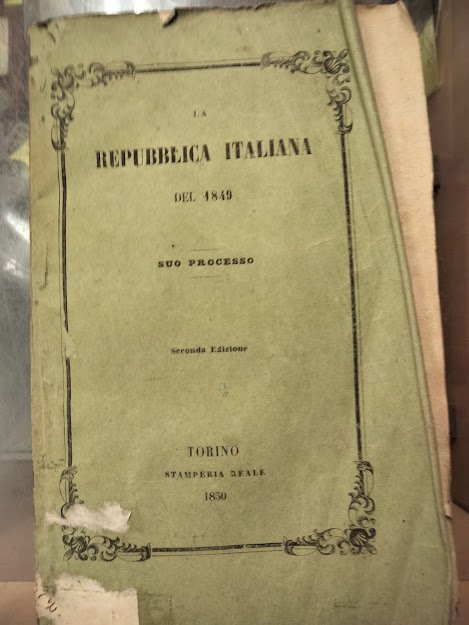 LA
REPUBBLICA ITALIANA
DEL 1849
SUO PROCESSO
Seconda Edizione
TORINO
STAMPERIA REALE
1850